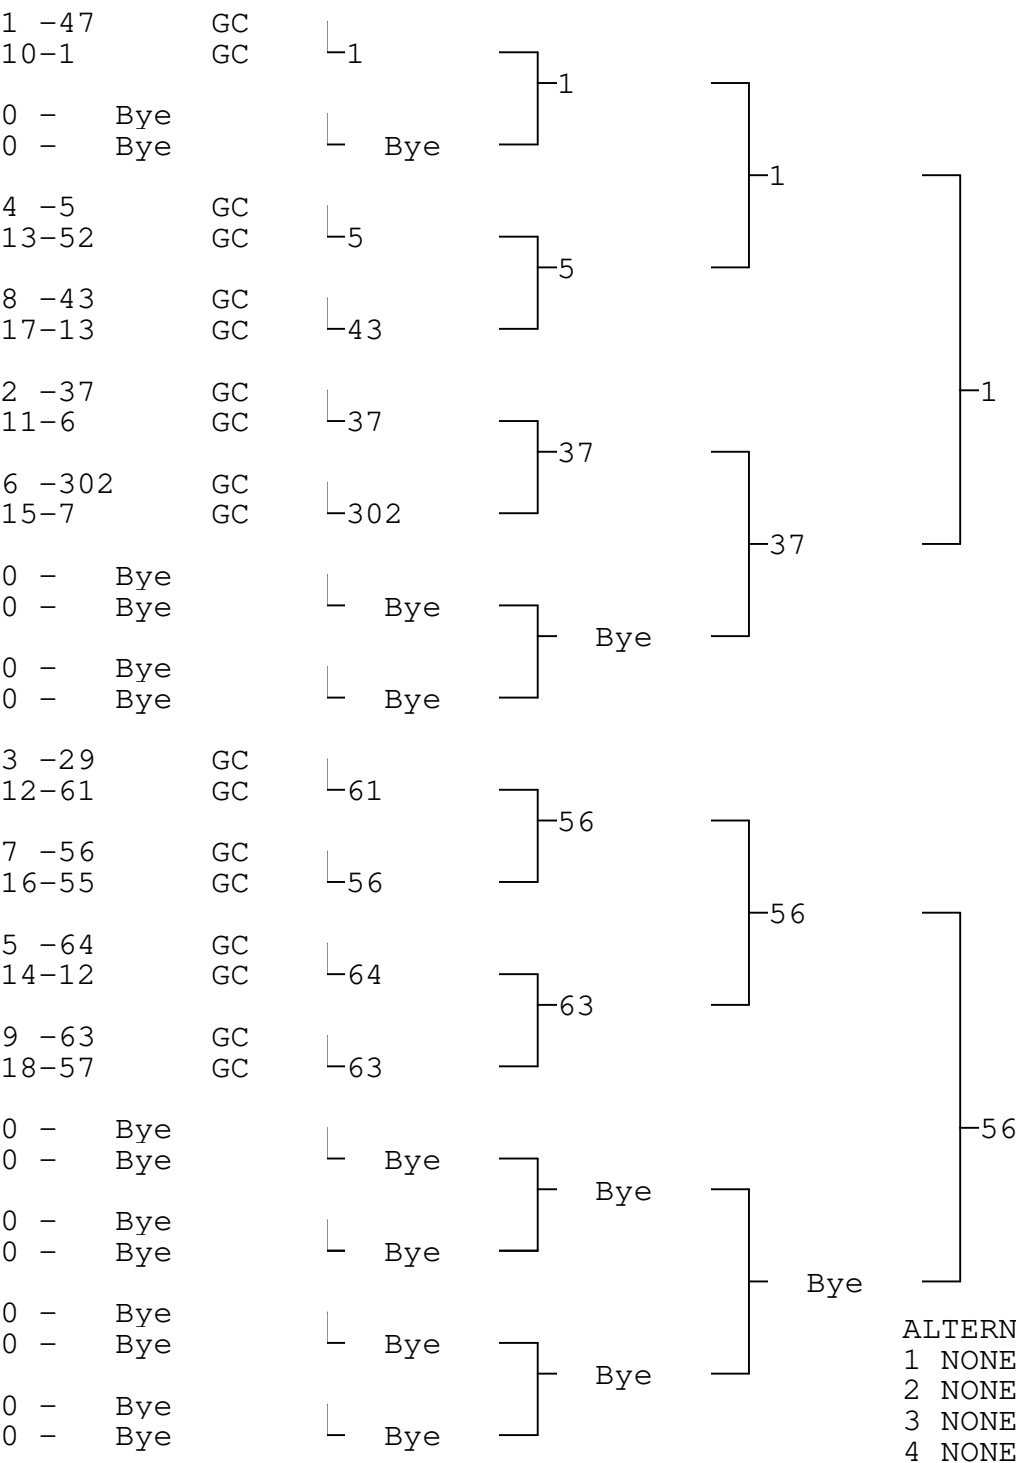 1 -47 GC
10-1 GC 1
1
0 - Bye
0 - Bye Bye
1
4 -5 GC
13-52 GC 5
5
8 -43 GC
17-13 GC 43
2 -37 GC
1
11-6 GC 37
37
6 -302 GC
15-7 GC 302
37
0 - Bye
0 - Bye Bye
Bye
0 - Bye
0 - Bye Bye
3 -29 GC
12-61 GC 61
56
7 -56 GC
16-55 GC 56
56
5 -64 GC
14-12 GC 64
63
9 -63 GC
18-57 GC 63
0 - Bye
56
0 - Bye Bye
Bye
0 - Bye
0 - Bye Bye
Bye
0 - Bye
ALTERN
0 - Bye Bye
1 NONE
Bye
2 NONE
0 - Bye
3 NONE
0 - Bye Bye
4 NONE